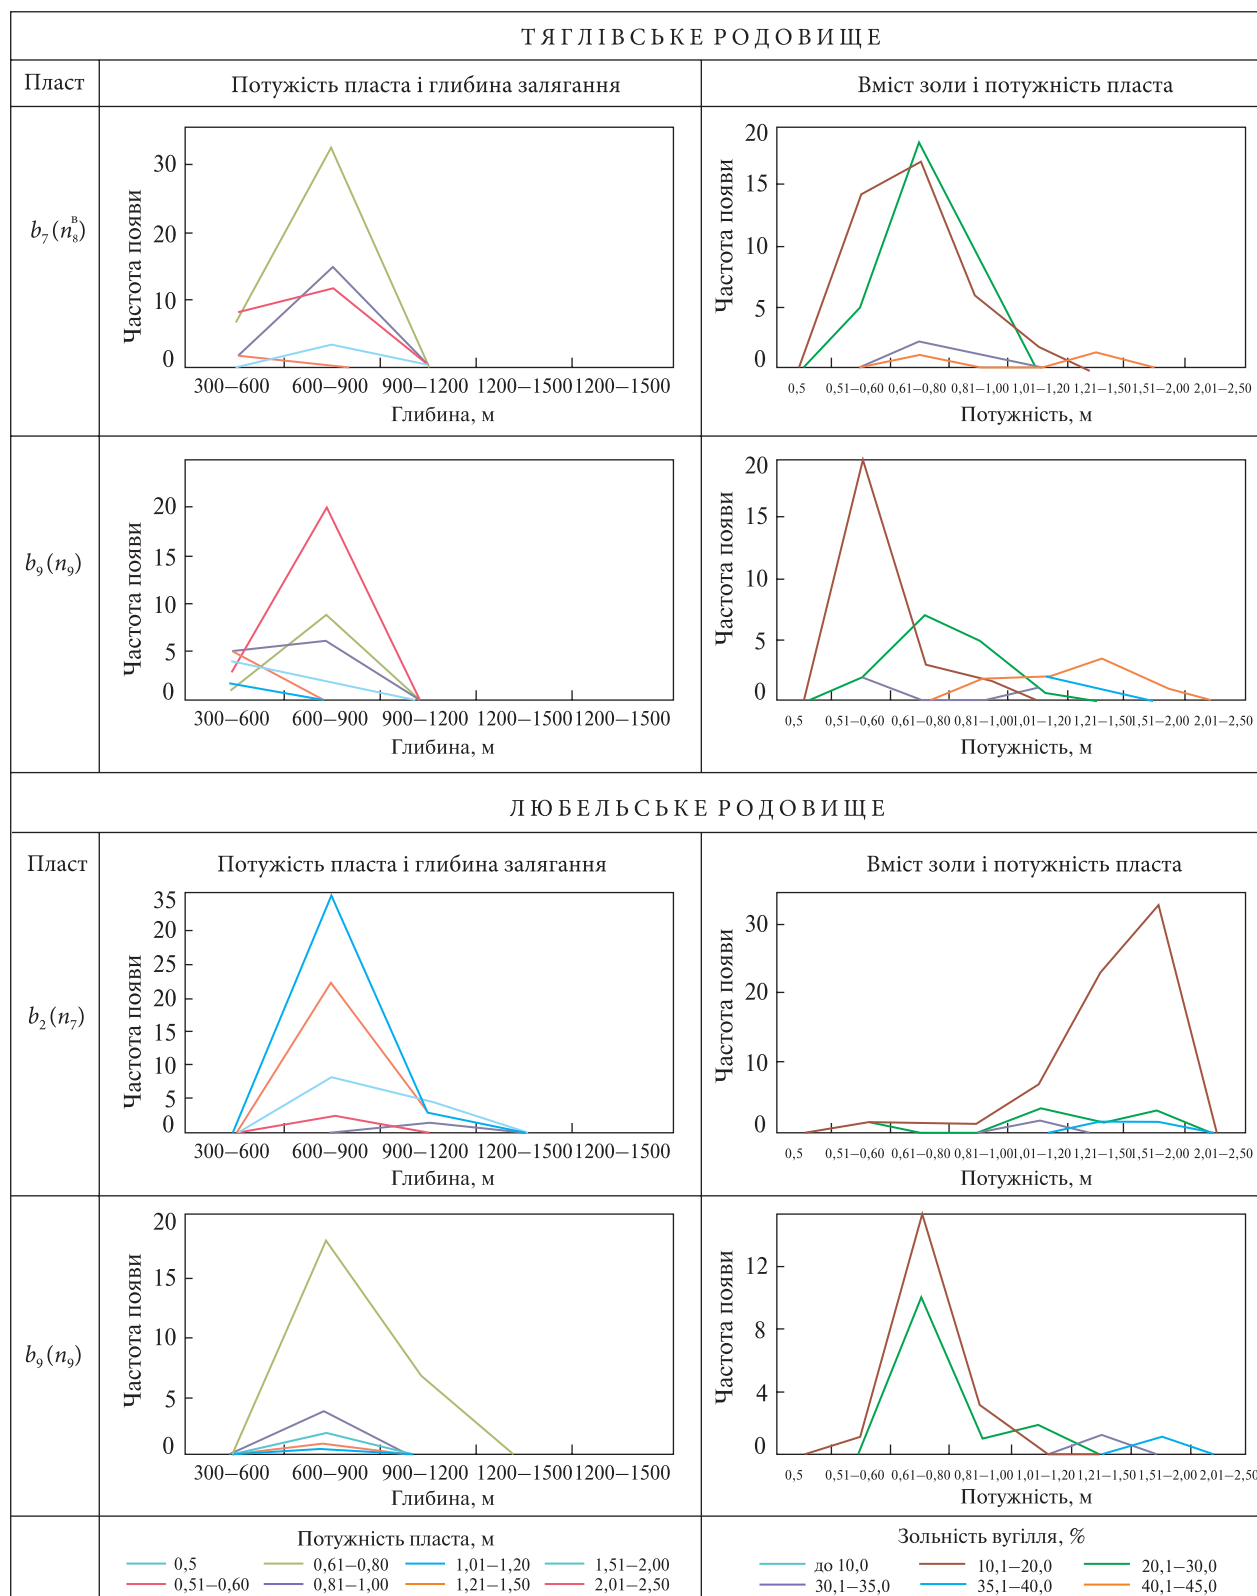 ТЯГЛІВСЬКЕ РОДОВИЩЕ
Пласт
Потужість пласта і глибина залягання
Вміст золи і потужність пласта
b7(n8в)
Частота появи
30
20
10
0
300—600 600—900 900—1200 1200—1500 1200—1500
Глибина, м
Частота появи
20
15
10
5
0
0,5 0,51—0,60 0,61—0,80 0,81—1,00 1,01—1,20 1,21—1,50 1,51—2,00 2,01—2,50
Потужність, м
b9(n9)
Частота появи
20
15
10
5
0
300—600 600—900 900—1200 1200—1500 1200—1500
Глибина, м
Частота появи
20
15
10
5
0
0,5 0,51—0,60 0,61—0,80 0,81—1,00 1,01—1,20 1,21—1,50 1,51—2,00 2,01—2,50
Потужність, м
ЛЮБЕЛЬСЬКЕ РОДОВИЩЕ
Пласт
Потужість пласта і глибина залягання
Вміст золи і потужність пласта
b2(n7)
Частота появи
35
20
25
20
15
10
5
0
300—600 600—900 900—1200 1200—1500 1200—1500
Глибина, м
Частота появи
30
20
10
0
0,5 0,51—0,60 0,61—0,80 0,81—1,00 1,01—1,20 1,21—1,50 1,51—2,00 2,01—2,50
Потужність, м
b9(n9)
Частота появи
20
15
10
5
0
300—600 600—900 900—1200 1200—1500 1200—1500
Глибина, м
Частота появи
12
8
4
0
0,5 0,51—0,60 0,61—0,80 0,81—1,00 1,01—1,20 1,21—1,50 1,51—2,00 2,01—2,50
Потужність, м
Потужність пласта, м
0,5 0,61—0,80 1,01—1,20 1,51—2,00
0,51—0,60 0,81—1,00 1,21—1,50 2,01—2,50
Зольність вугілля, %
до 10,0 10,1—20,0 20,1—30,0
30,1—35,0 35,1—40,0 40,1—45,0